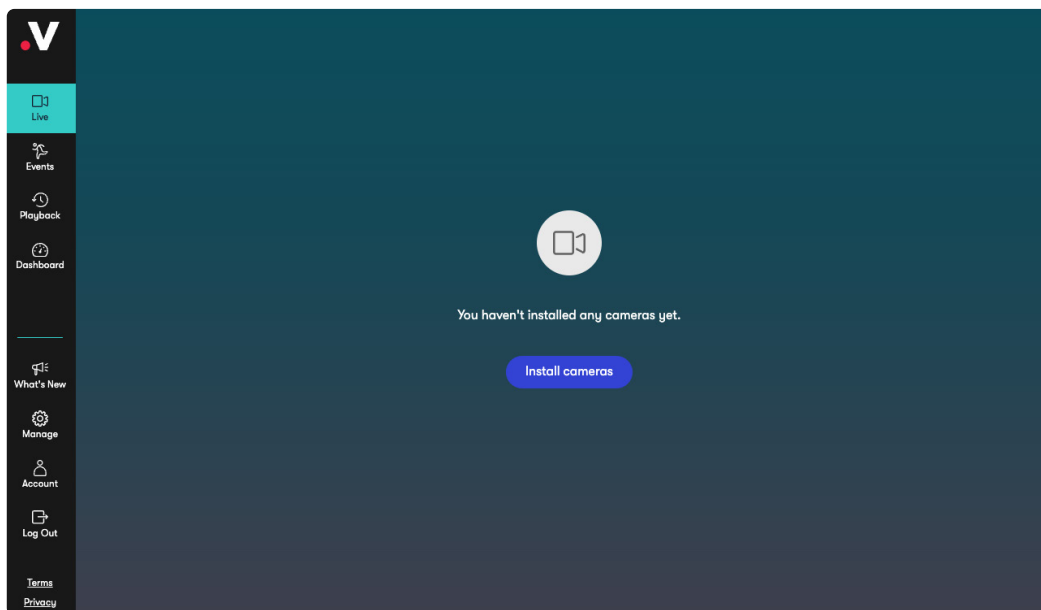 .V
Live
Events
Playback
Dashboard
What's New
Manage
Account
Log Out
Terms
Privacy
You haven't installed any cameras yet.
Install cameras